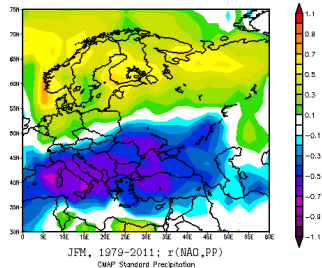 75N
70N
65N
60N
55N
50N
45N
40N
35N
30N
0 5E 10E 15E 20E 25E 30E 35E 40E 45E 50E 55E 60E
1.1
0.9
0.7
0.5
0.3
0.1
-0.1
-0.3
-0.5
-0.7
-0.9
-1.1
JFM, 1979-2011; r(NAO,PP)
CMAP Standard Precipitation